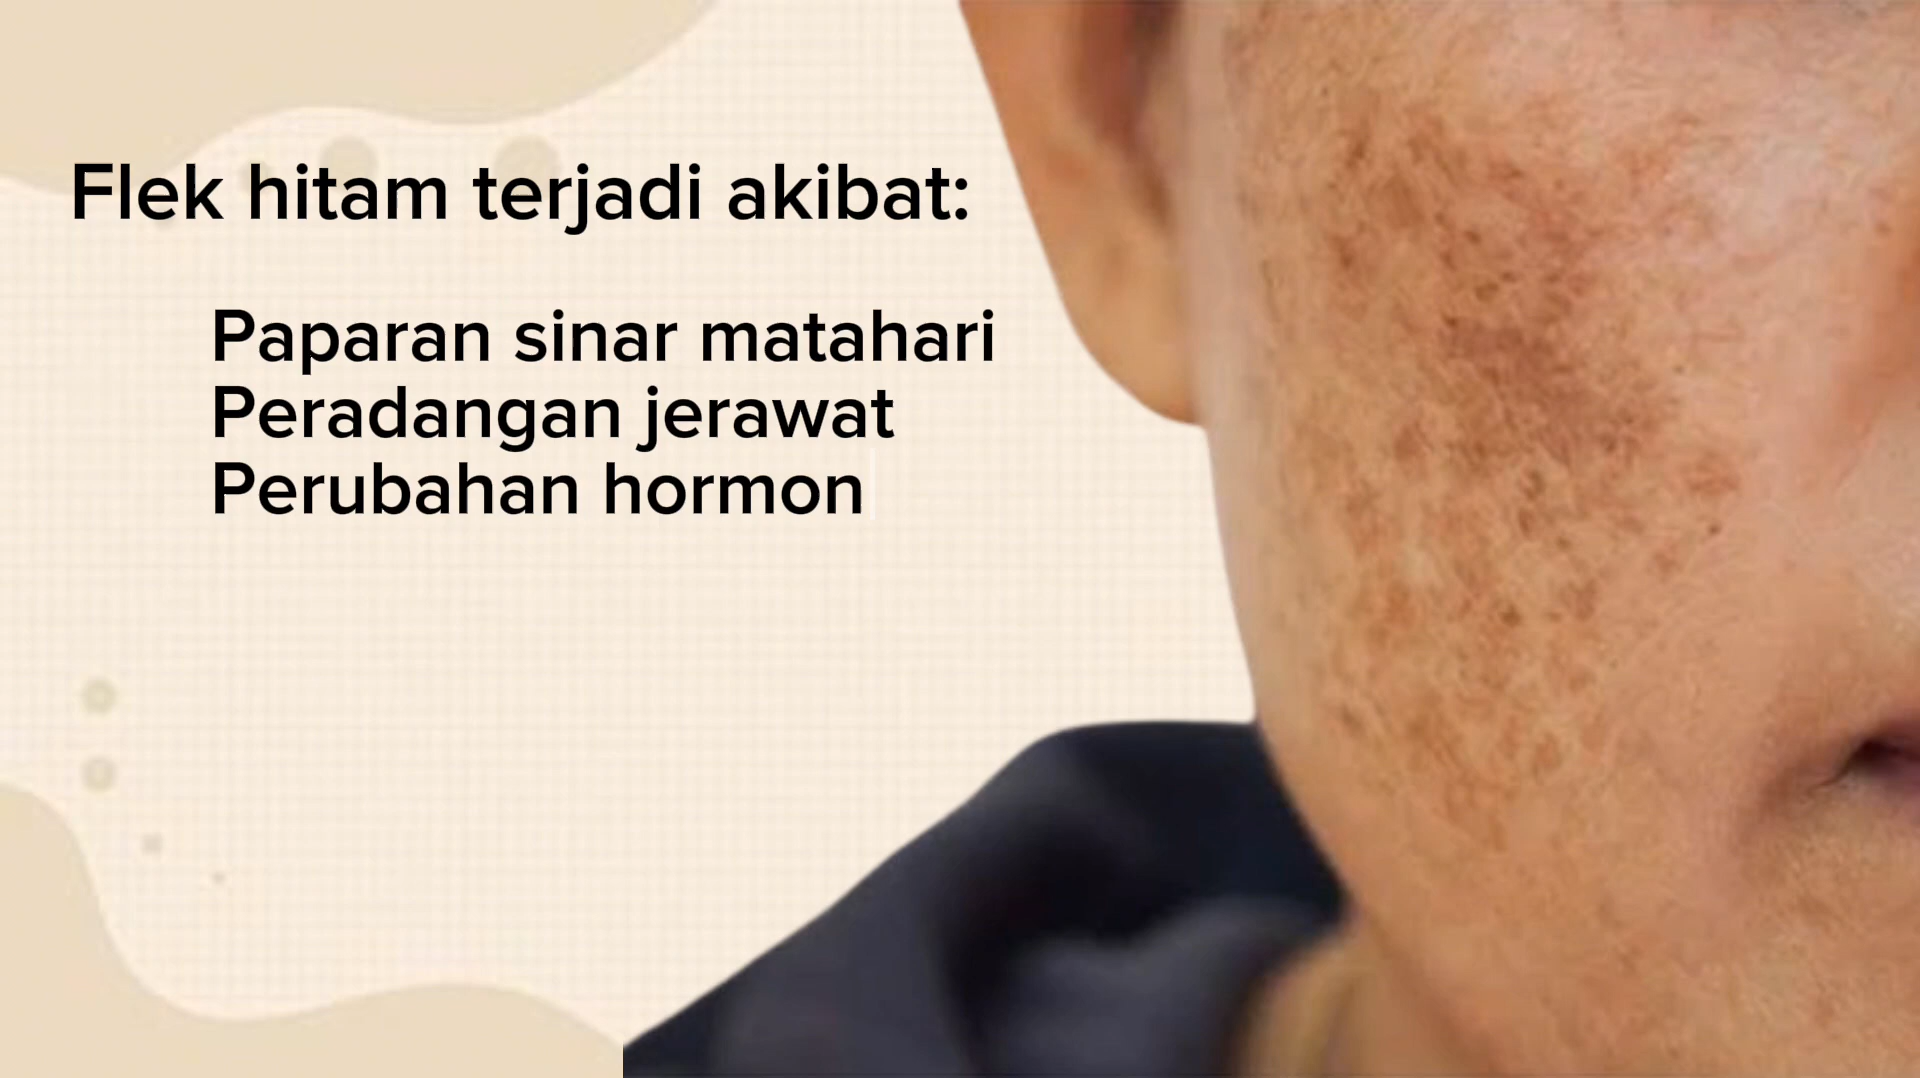 Flek hitam terjadi akibat:
Paparan sinar matahari
Peradangan jerawat
Perubahan hormon